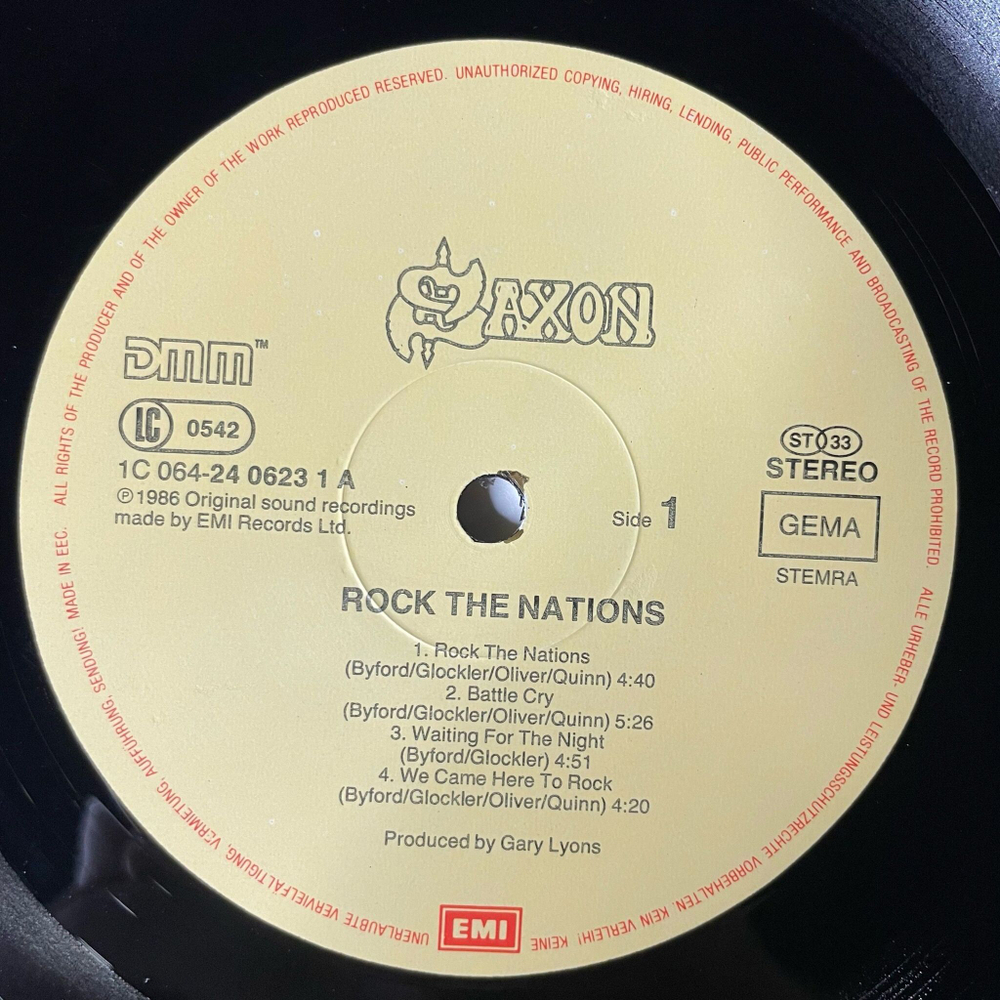 ALL RIGHTS OF THE PRODUCER AND OF THE OWNER OF THE WORK REPRODUCED RESERVED. UNAUTHORIZED COPYING, HIRING, LENDING, PUBLIC PERFORMANCE AND BROADCASTING OF THE RECORD PROHIBITED.
SAXON
DMM™
LC 0542
1C 064-24 0623 1 A
℗ 1986 Original sound recordings
made by EMI Records Ltd.
ST 33
STEREO
GEMA
STEMRA
Side 1
ROCK THE NATIONS
1. Rock The Nations
(Byford/Glockler/Oliver/Quinn) 4:40
2. Battle Cry
(Byford/Glockler/Oliver/Quinn) 5:26
3. Waiting For The Night
(Byford/Glockler) 4:51
4. We Came Here To Rock
(Byford/Glockler/Oliver/Quinn) 4:20
Produced by Gary Lyons
EMI
ALLE URHEBER- UND LEISTUNGSSCHUTZRECHTE VORBEHALTEN. KEIN VERLEIH! KEINE UNERLAUBTE VERVIELFÄLTIGUNG, VERMIETUNG, AUFFÜHRUNG, SENDUNG! MADE IN EEC.